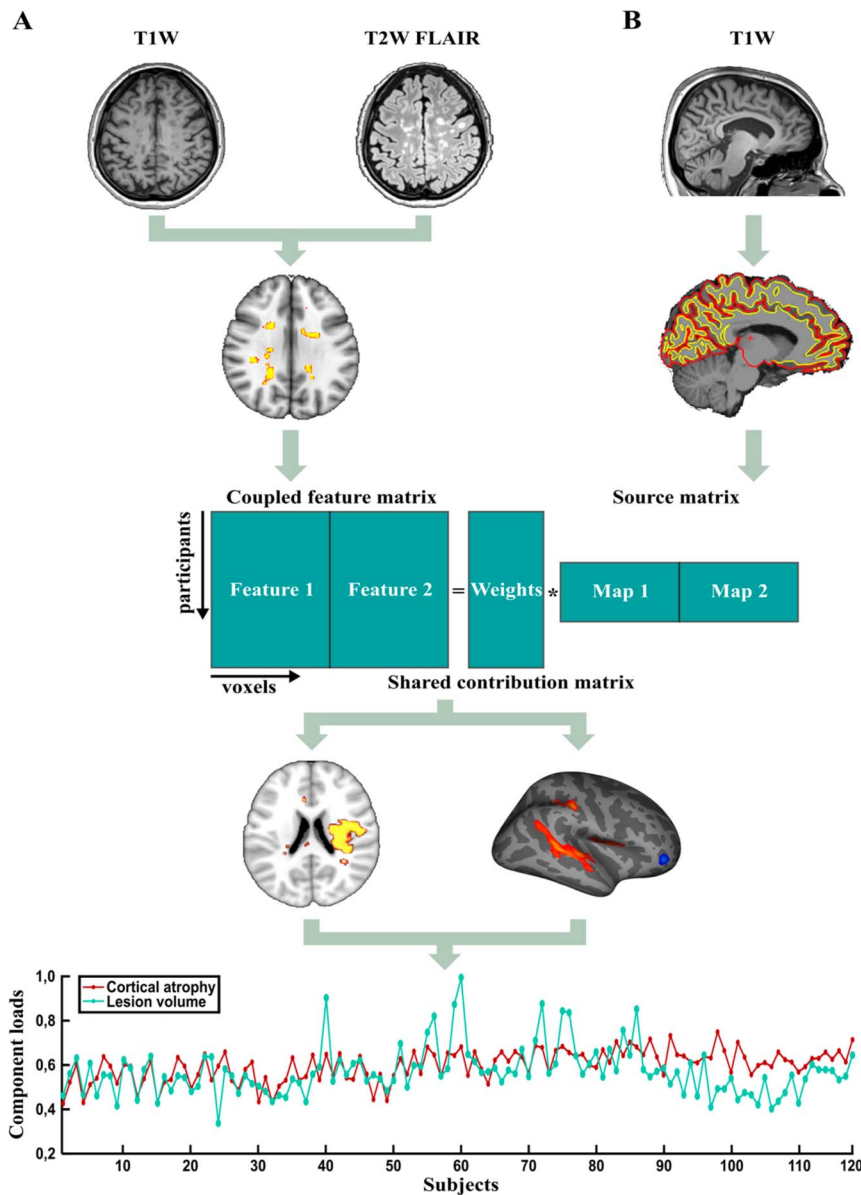 A
B
T1W
T2W FLAIR
T1W
Coupled feature matrix
Source matrix
participants
Feature 1
Feature 2
=
Weights
*
Map 1
Map 2
voxels
Shared contribution matrix
Component loads
1,0
0,8
0,6
0,4
0,2
Cortical atrophy
Lesion volume
10
20
30
40
50
60
70
80
90
100
110
120
Subjects